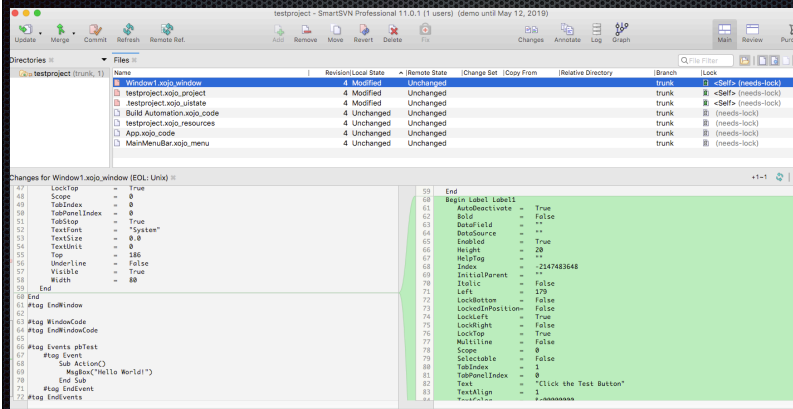 testproject - SmartSVN Professional 11.0.1 (1 users) (demo until May 12, 2019)
Update Merge Commit Refresh Remote Ref. Add Remove Move Revert Delete Fix Changes Annotate Log Graph Main Review
Directories Files File Filter
testproject (trunk, 1) Name Revision Local State Remote State Change Set Copy From Relative Directory Branch Lock
Window1.xojo_window 4 Modified Unchanged trunk <Self> (needs-lock)
testproject.xojo_project 4 Modified Unchanged trunk <Self> (needs-lock)
.testproject.xojo_uistate 4 Modified Unchanged trunk <Self> (needs-lock)
Build Automation.xojo_code 4 Unchanged Unchanged trunk (needs-lock)
testproject.xojo_resources 4 Unchanged Unchanged trunk (needs-lock)
App.xojo_code 4 Unchanged Unchanged trunk (needs-lock)
MainMenuBar.xojo_menu 4 Unchanged Unchanged trunk (needs-lock)
Changes for Window1.xojo_window (EOL: Unix) +1-1
47 LockTop = True
48 Scope = 0
49 TabIndex = 0
50 TabPanelIndex = 0
51 TabStop = True
52 TextFont = "System"
53 TextSize = 0.0
54 TextUnit = 0
55 Top = 186
56 Underline = False
57 Visible = True
58 Width = 80
59 End
60 End
61 #tag EndWindow
62
63 #tag WindowCode
64 #tag EndWindowCode
65
66 #tag Events pbTest
67 #tag Event
68 Sub Action()
69 MsgBox("Hello World!")
70 End Sub
71 #tag EndEvent
72 #tag EndEvents
59 End
60 Begin Label Label1
61 AutoDeactivate = True
62 Bold = False
63 DataField = ""
64 DataSource = ""
65 Enabled = True
66 Height = 20
67 HelpTag = ""
68 Index = -2147483648
69 InitialParent = ""
70 Italic = False
71 Left = 179
72 LockBottom = False
73 LockedInPosition= False
74 LockLeft = True
75 LockRight = False
76 LockTop = True
77 Multiline = False
78 Scope = 0
79 Selectable = False
80 TabIndex = 1
81 TabPanelIndex = 0
82 Text = "Click the Test Button"
83 TextAlign = 1